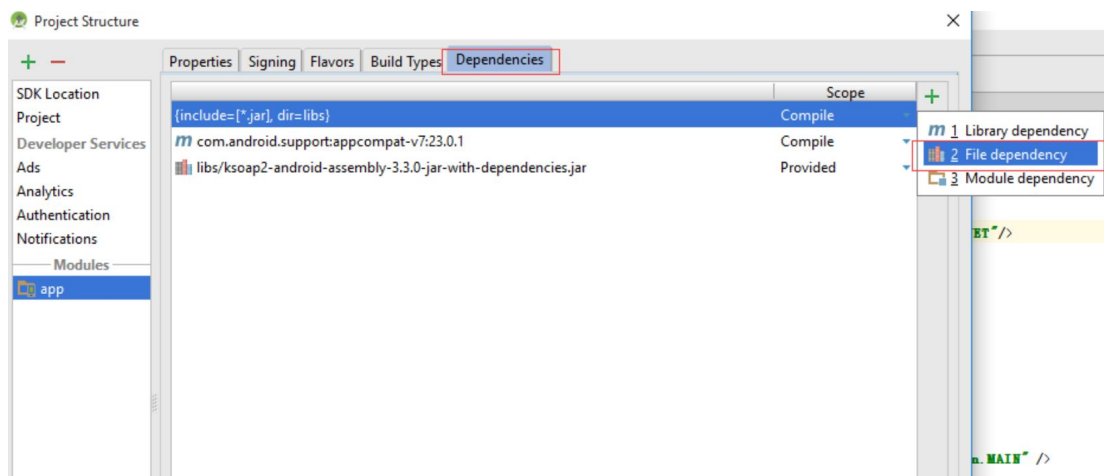 Project Structure
Properties Signing Flavors Build Types Dependencies
SDK Location
Project
Developer Services
Ads
Analytics
Authentication
Notifications
Modules
app
Scope
{include=[*.jar], dir=libs} Compile
m com.android.support:appcompat-v7:23.0.1 Compile
libs/ksoap2-android-assembly-3.3.0-jar-with-dependencies.jar Provided
m 1 Library dependency
2 File dependency
3 Module dependency
ET"/>
n.MAIN" />